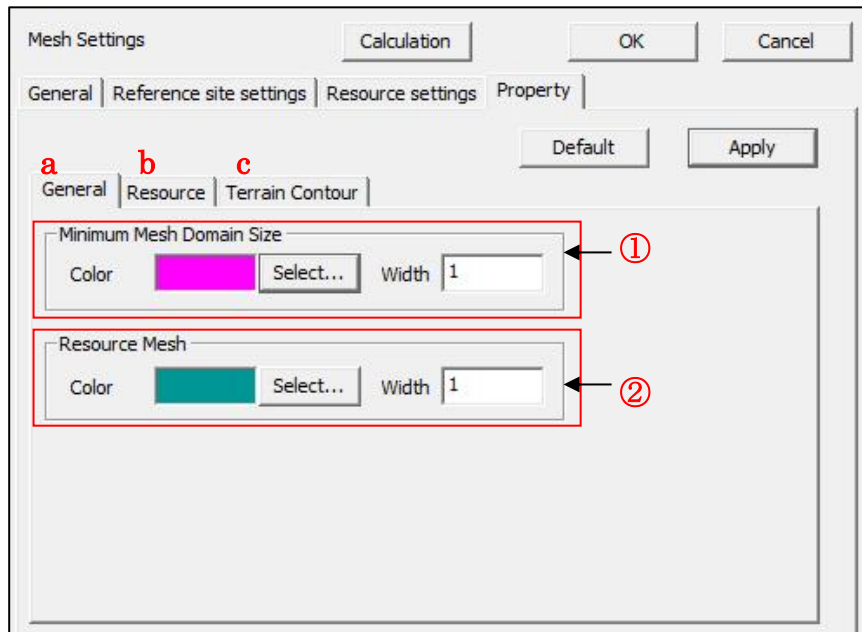 Mesh Settings Calculation OK Cancel
General Reference site settings Resource settings Property
Default Apply
a b c
General Resource Terrain Contour
Minimum Mesh Domain Size
Color Select... Width 1 ①
Resource Mesh
Color Select... Width 1 ②